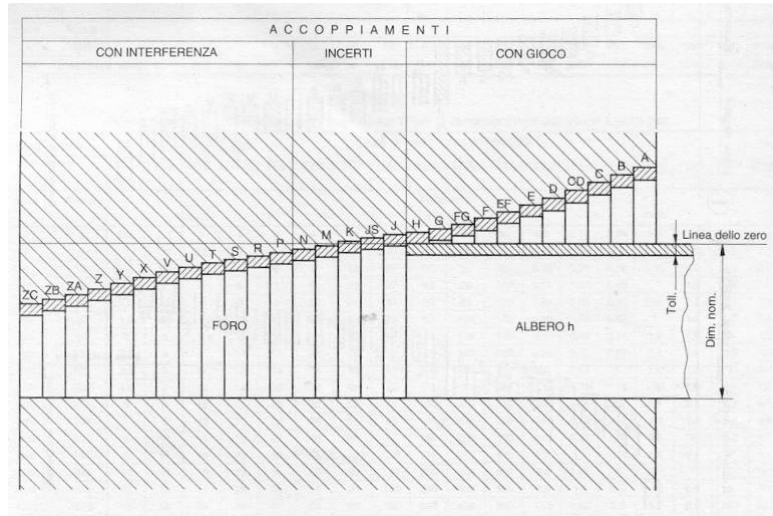 ACCOPPIAMENTI
CON INTERFERENZA INCERTI CON GIOCO
ZC ZB ZA Z Y X V U T S R P N M K JS J H G FG F EF E D CD C B A
Linea dello zero
FORO
ALBERO h
Toll.
Dim. nom.